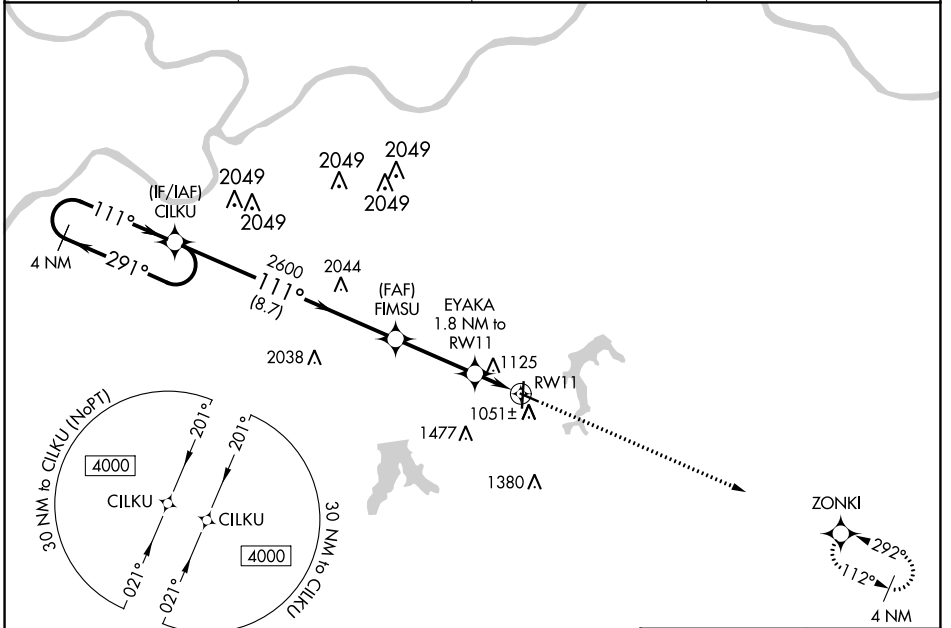 2049
2049
2049
2049
2049
(IF/IAF)
CILKU
111°
291°
4 NM
2600
111°
(8.7)
2044
(FAF)
FIMSU
EYAKA
1.8 NM to
RW11
1125
2038
RW11
1051±
1477
1380
30 NM to CILKU (NoPT)
4000
201°
CILKU
021°
201°
CILKU
4000
021°
30 NM to CILKU
ZONKI
292°
112°
4 NM